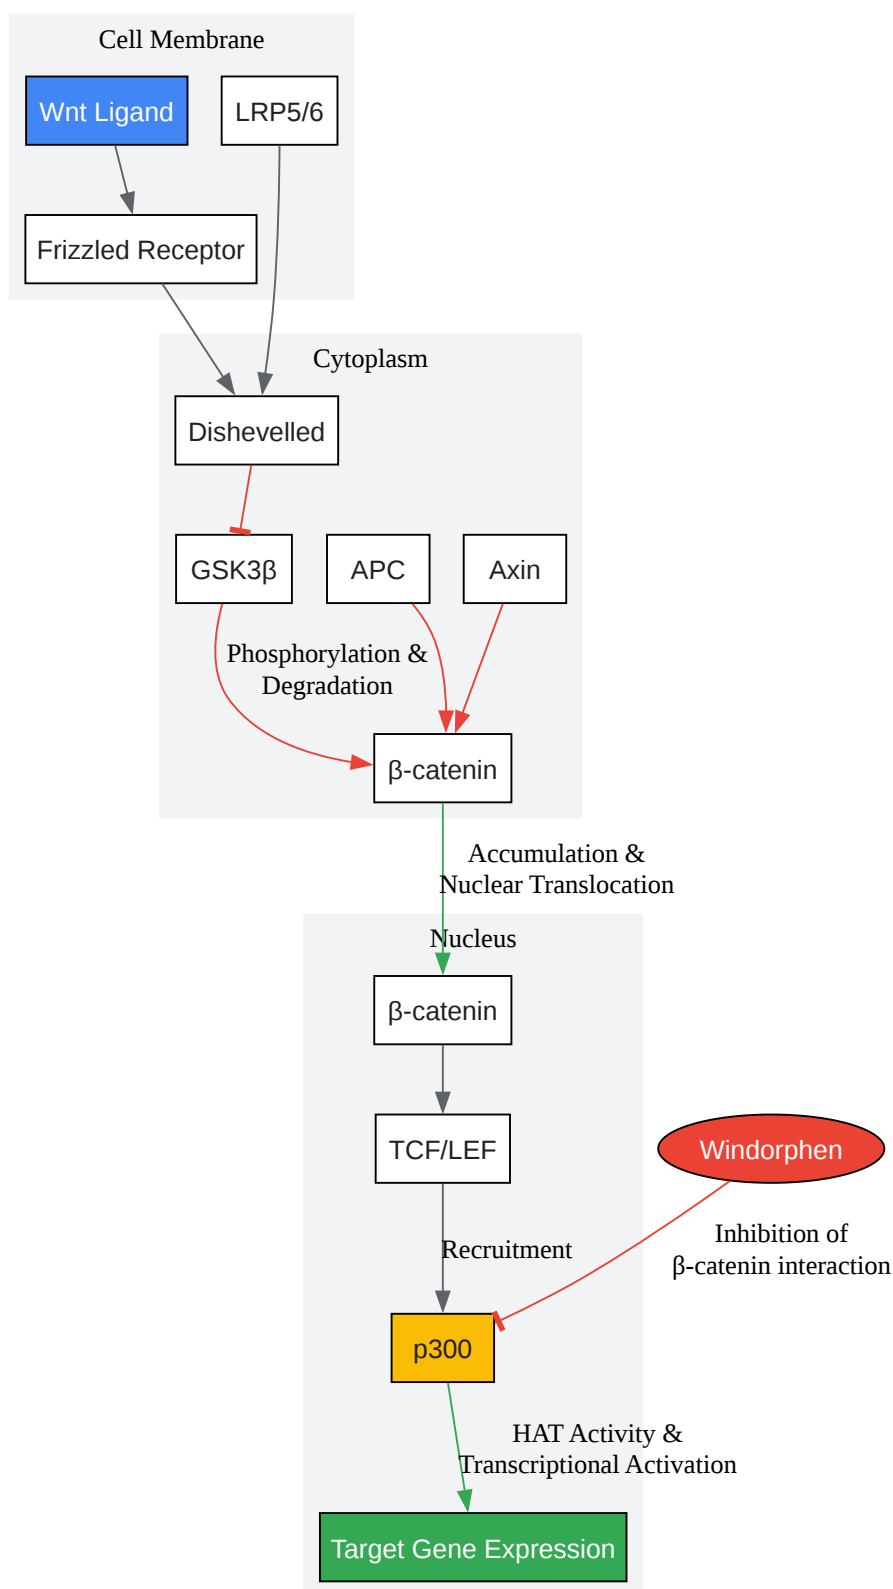 Cell Membrane
Wnt Ligand
LRP5/6
Frizzled Receptor
Cytoplasm
Dishevelled
GSK3β
APC
Axin
Phosphorylation &
Degradation
β-catenin
Accumulation &
Nuclear Translocation
Nucleus
β-catenin
TCF/LEF
Windorphen
Inhibition of
β-catenin interaction
Recruitment
p300
HAT Activity &
Transcriptional Activation
Target Gene Expression